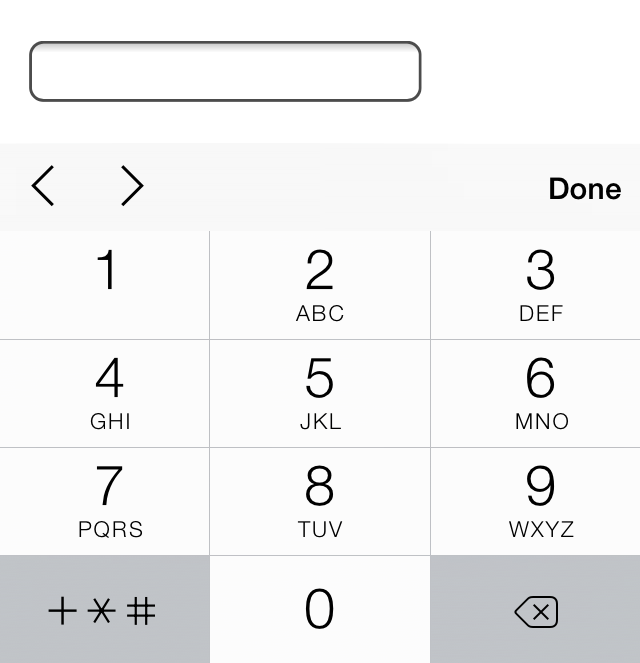 Done
1 2 3
ABC DEF
4 5 6
GHI JKL MNO
7 8 9
PQRS TUV WXYZ
+*# 0